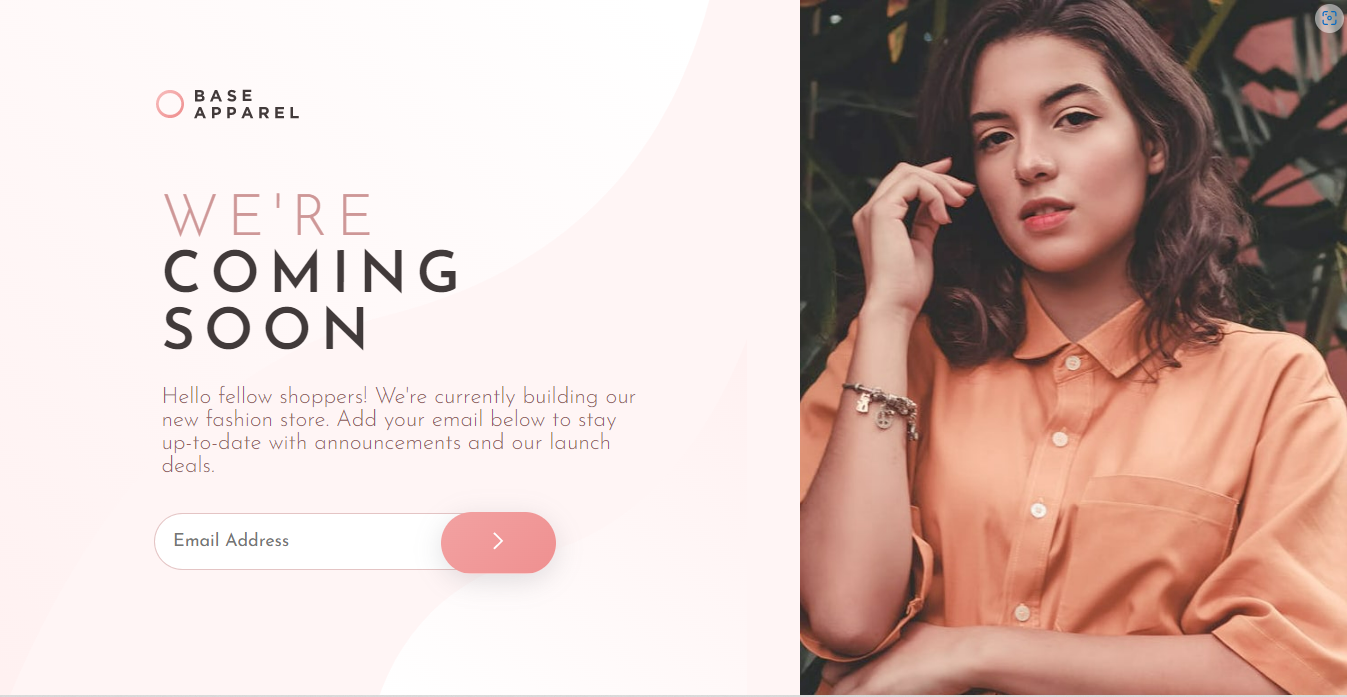 BASE
APPAREL
WE'RE
COMING
SOON
Hello fellow shoppers! We're currently building our
new fashion store. Add your email below to stay
up-to-date with announcements and our launch
deals.
Email Address